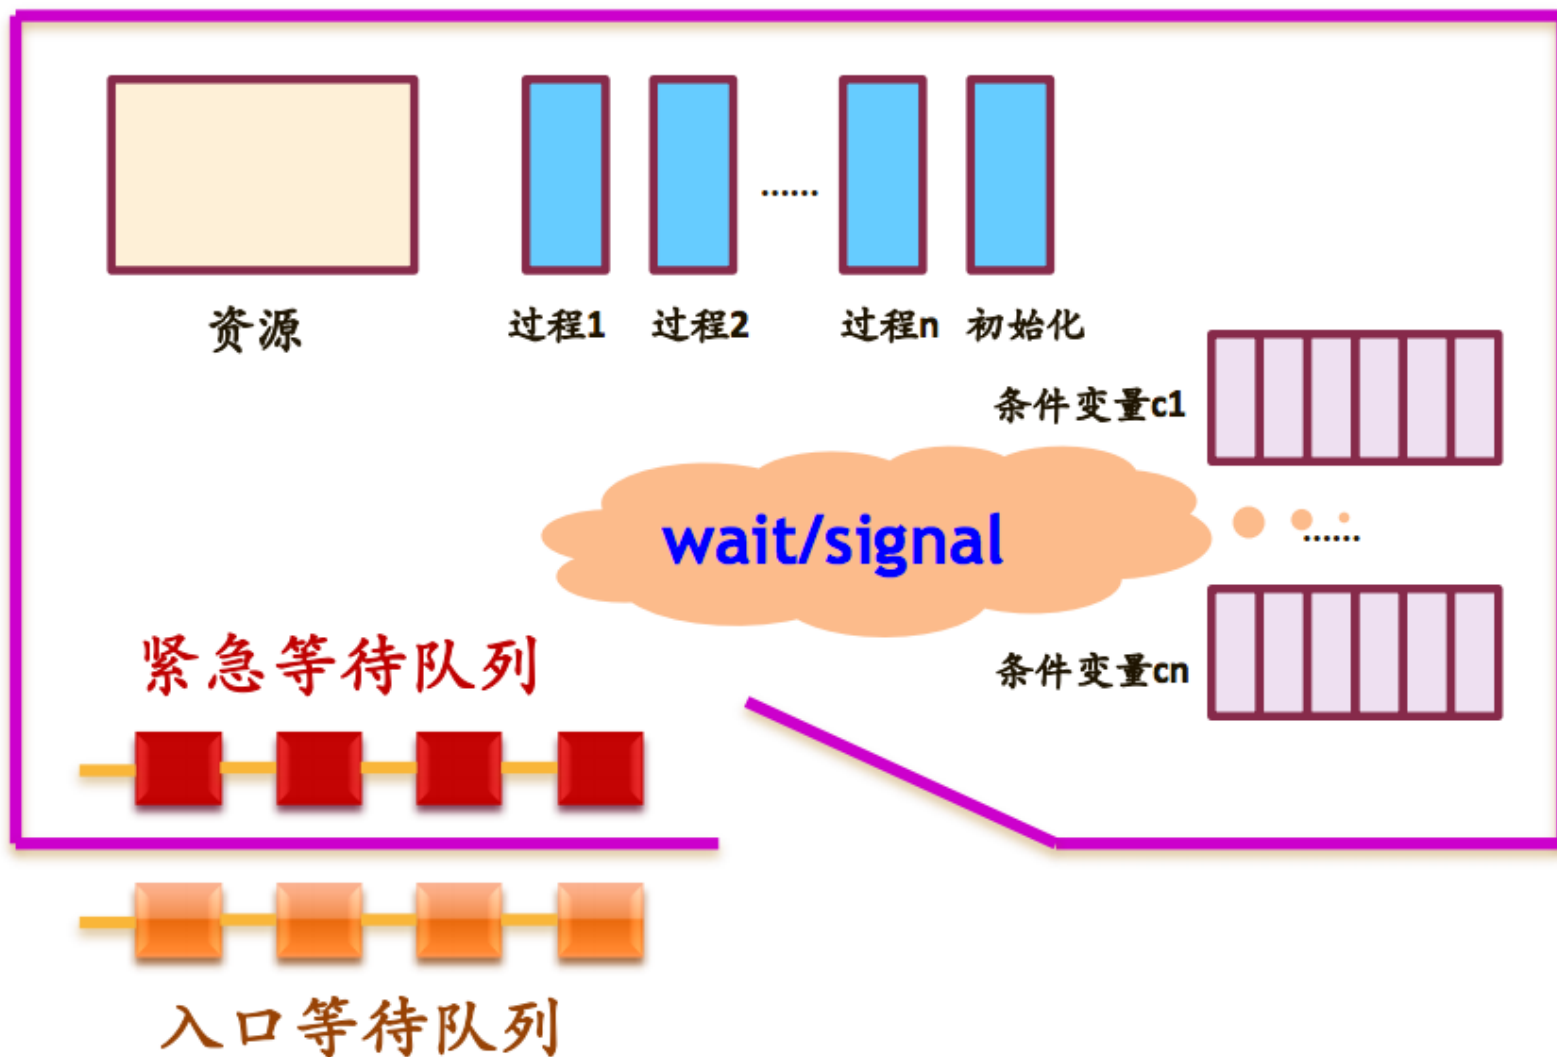 资源
过程1
过程2
......
过程n
初始化
条件变量c1
wait/signal
......
条件变量cn
紧急等待队列
入口等待队列